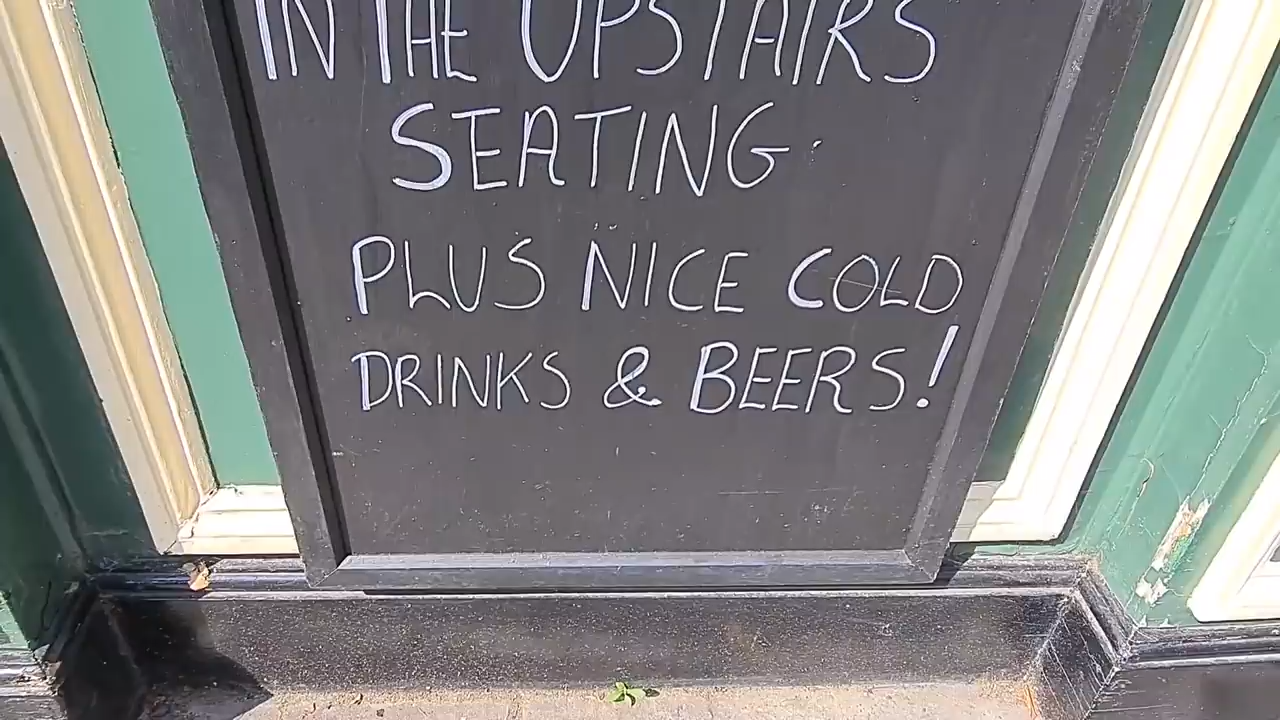 IN THE UPSTAIRS
SEATING.
PLUS NICE COLD
DRINKS & BEERS!